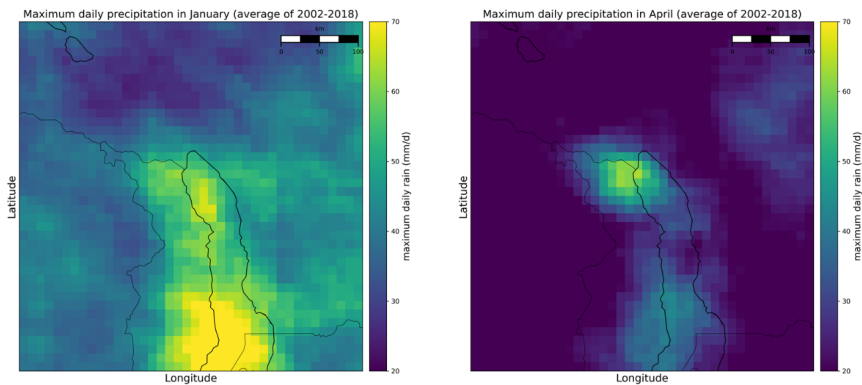 Maximum daily precipitation in January (average of 2002-2018)
km
0
50
100
70
60
50
40
30
20
maximum daily rain (mm/d)
Latitude
Longitude
Maximum daily precipitation in April (average of 2002-2018)
km
0
50
100
70
60
50
40
30
20
maximum daily rain (mm/d)
Latitude
Longitude